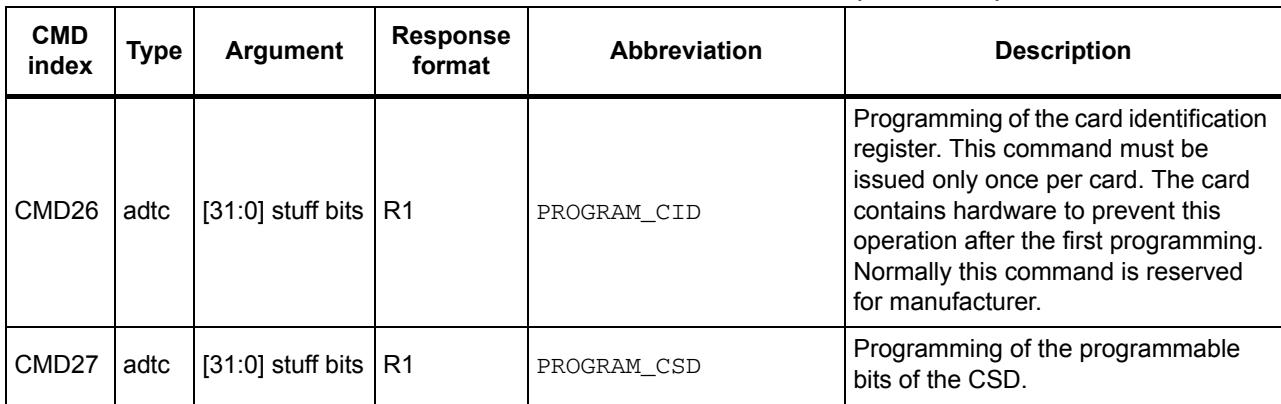 CMD index Type Argument Response format Abbreviation Description
CMD26 adtc [31:0] stuff bits R1 PROGRAM_CID
Programming of the card identification
register. This command must be
issued only once per card. The card
contains hardware to prevent this
operation after the first programming.
Normally this command is reserved
for manufacturer.
CMD27 adtc [31:0] stuff bits R1 PROGRAM_CSD
Programming of the programmable
bits of the CSD.